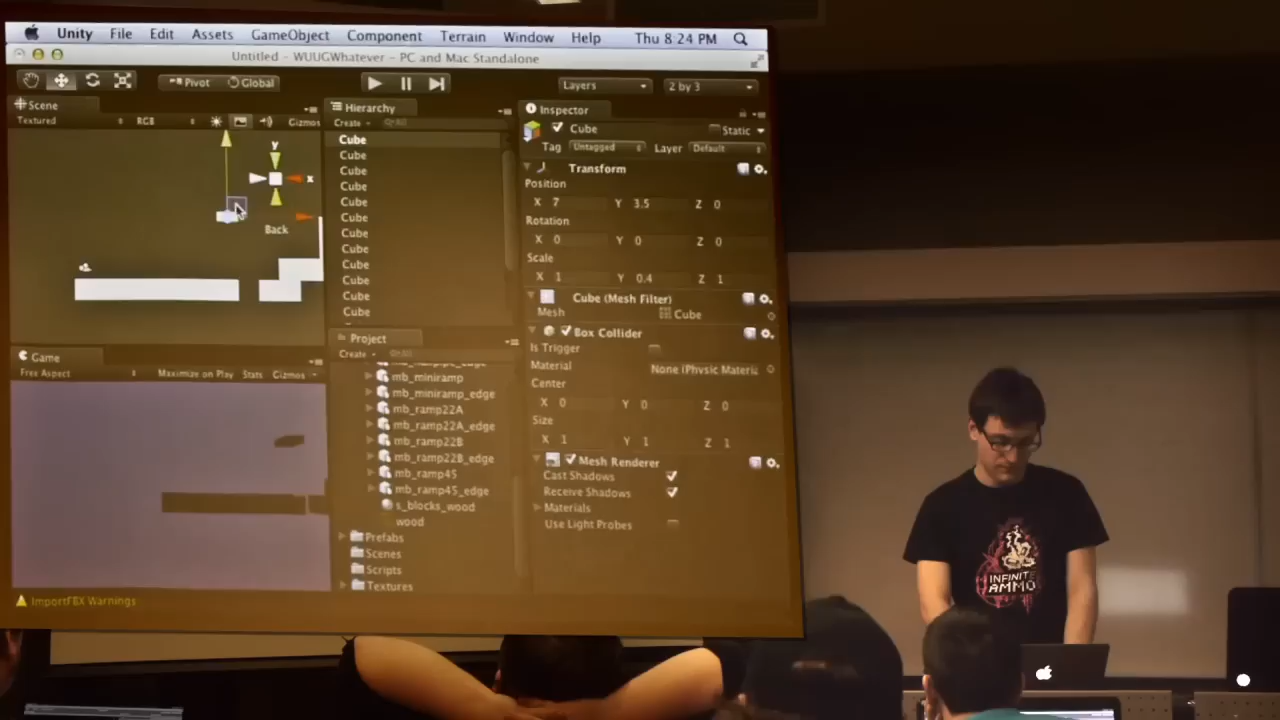 Unity File Edit Assets GameObject Component Terrain Window Help Thu 8:24 PM
Untitled - WUUGWhatever - PC and Mac Standalone
Pivot Global Layers 2 by 3
Scene
Textured RGB Gizmos
y
x
Back
Hierarchy
Create All
Cube
Cube
Cube
Cube
Cube
Cube
Cube
Cube
Cube
Cube
Cube
Cube
Game
Free Aspect Maximize on Play Stats Gizmos
Project
Create All
mb_miniramp
mb_miniramp_edge
mb_ramp22A
mb_ramp22A_edge
mb_ramp22B
mb_ramp22B_edge
mb_ramp45
mb_ramp45_edge
s_blocks_wood
wood
Prefabs
Scenes
Scripts
Textures
Inspector
Cube Static
Tag Untagged Layer Default
Transform
Position
X 7 Y 3.5 Z 0
Rotation
X 0 Y 0 Z 0
Scale
X 1 Y 0.4 Z 1
Cube (Mesh Filter)
Mesh Cube
Box Collider
Is Trigger
Material None (Physic Materia
Center
X 0 Y 0 Z 0
Size
X 1 Y 1 Z 1
Mesh Renderer
Cast Shadows
Receive Shadows
Materials
Use Light Probes
ImportFBX Warnings
INFINITE
AMMO